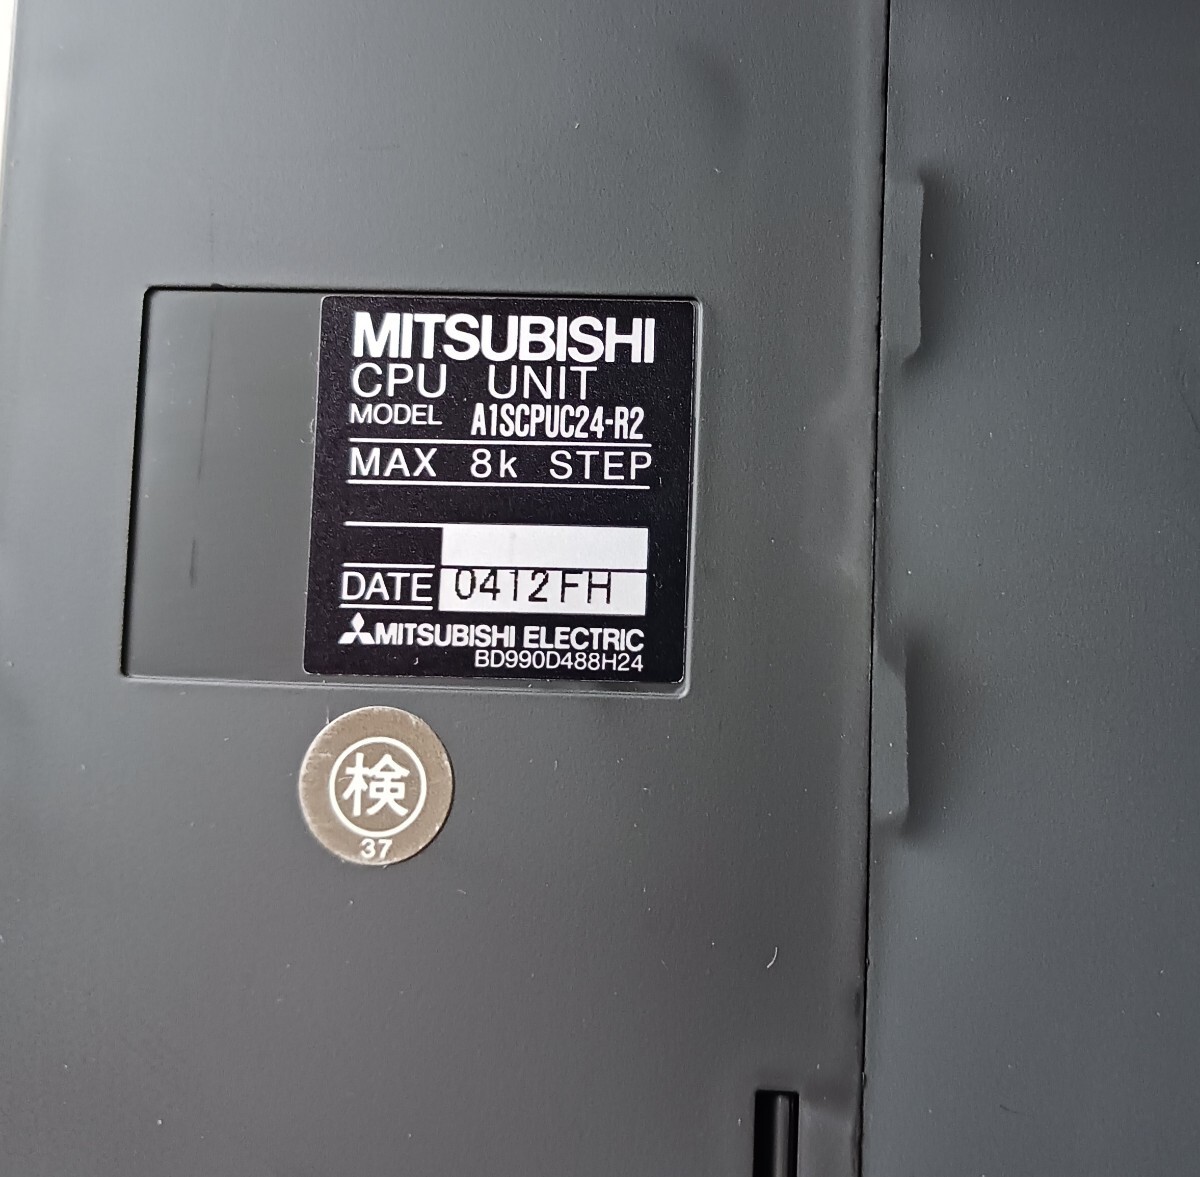 MITSUBISHI
CPU UNIT
MODEL A1SCPUC24-R2
MAX 8k STEP
DATE 0412FH
MITSUBISHI ELECTRIC
BD990D488H24
検
37